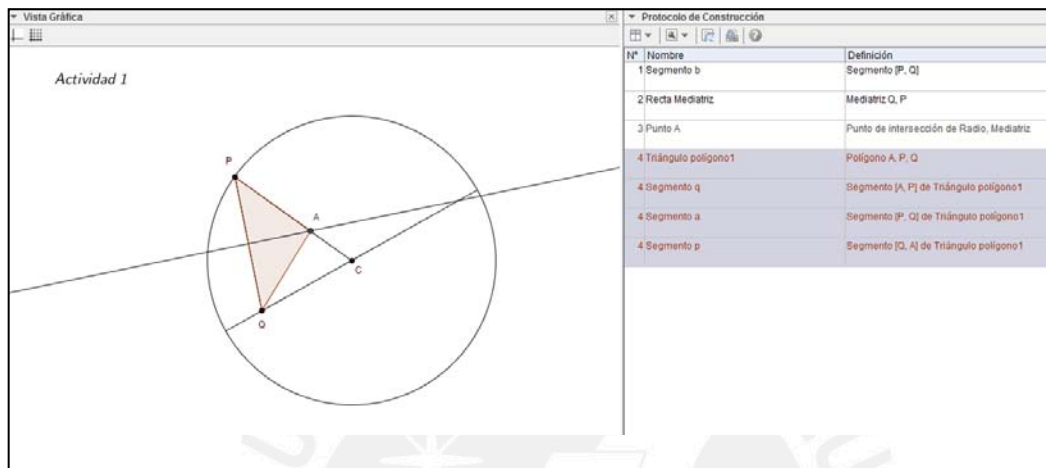 Vista Gráfica
Actividad 1
P
A
C
Q
Protocolo de Construcción
Nº Nombre Definición
1 Segmento b Segmento [P, Q]
2 Recta Mediatriz Mediatriz Q, P
3 Punto A Punto de intersección de Radio, Mediatriz
4 Triángulo polígono1 Polígono A, P, Q
4 Segmento q Segmento [A, P] de Triángulo polígono1
4 Segmento a Segmento [P, Q] de Triángulo polígono1
4 Segmento p Segmento [Q, A] de Triángulo polígono1